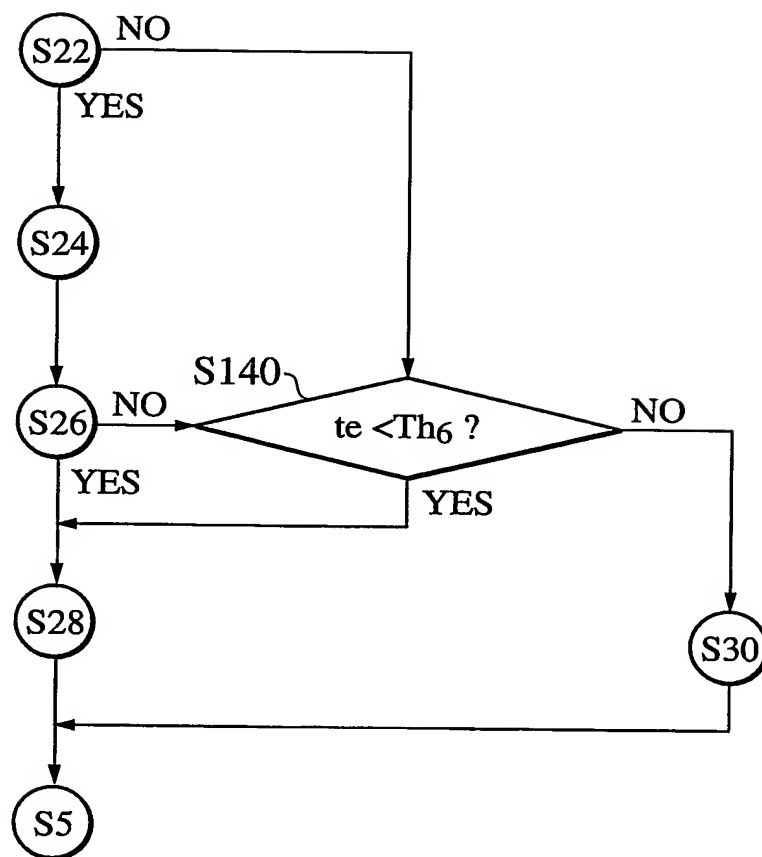 S22 NO
YES
S24
S140
S26 NO
te <Th6 ?
NO
YES
YES
S28
S30
S5